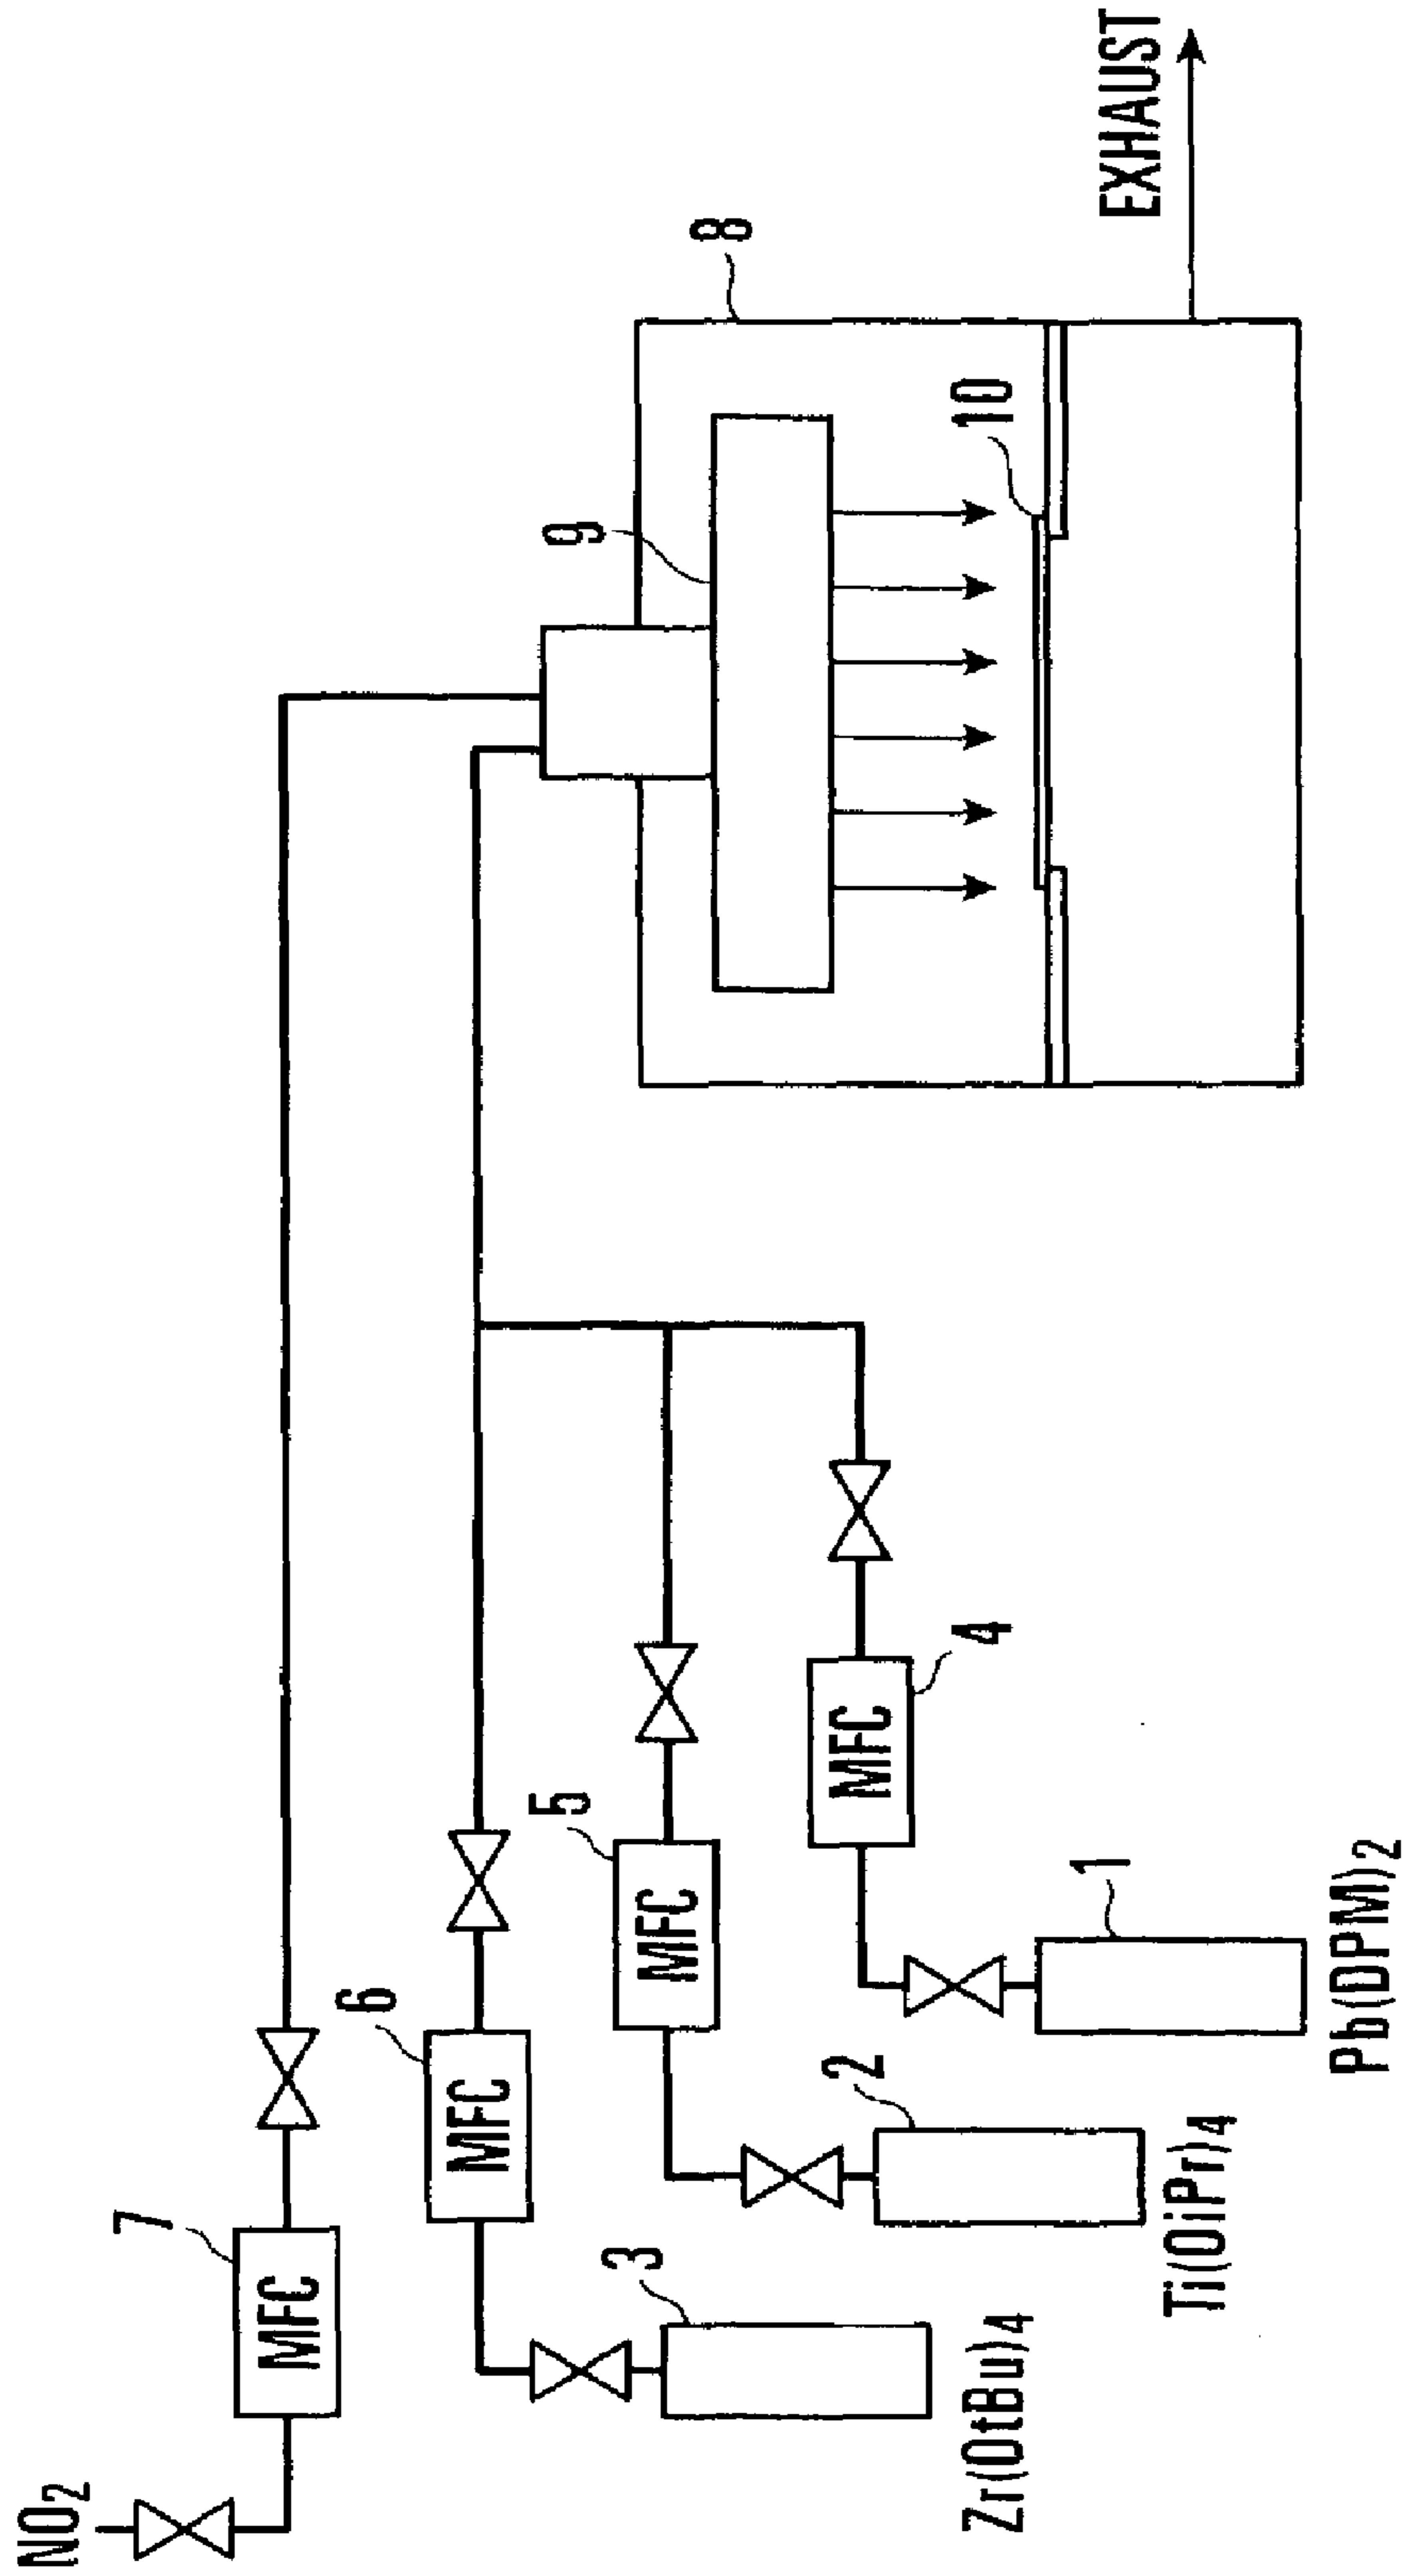 NO2
7
MFC
6
MFC
5
MFC
4
MFC
3
Zr(OtBu)4
2
Ti(OiPr)4
1
Pb(DPM)2
9
8
10
EXHAUST